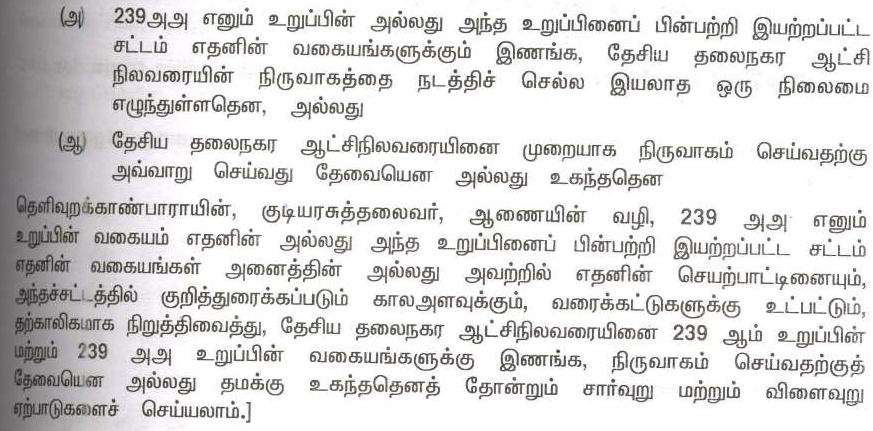 (அ) 239அஅ எனும் உறுப்பின் அல்லது அந்த உறுப்பினைப் பின்பற்றி இயற்றப்பட்ட
சட்டம் எதனின் வகையங்களுக்கும் இணங்க, தேசிய தலைநகர ஆட்சி
நிலவரையின் நிருவாகத்தை நடத்திச் செல்ல இயலாத ஒரு நிலைமை
எழுந்துள்ளதென, அல்லது
(ஆ) தேசிய தலைநகர ஆட்சிநிலவரையினை முறையாக நிருவாகம் செய்வதற்கு
அவ்வாறு செய்வது தேவையென அல்லது உகந்ததென
தெளிவுறக்காண்பாராயின், குடியரசுத்தலைவர், ஆணையின் வழி, 239 அஅ எனும்
உறுப்பின் வகையம் எதனின் அல்லது அந்த உறுப்பினைப் பின்பற்றி இயற்றப்பட்ட சட்டம்
எதனின் வகையங்கள் அனைத்தின் அல்லது அவற்றில் எதனின் செயற்பாட்டினையும்,
அந்தச்சட்டத்தில் குறித்துரைக்கப்படும் காலஅளவுக்கும், வரைக்கட்டுகளுக்கு உட்பட்டும்,
தற்காலிகமாக நிறுத்திவைத்து, தேசிய தலைநகர ஆட்சிநிலவரையினை 239 ஆம் உறுப்பின்
மற்றும் 239 அஅ உறுப்பின் வகையங்களுக்கு இணங்க, நிருவாகம் செய்வதற்குத்
தேவையென அல்லது தமக்கு உகந்ததெனத் தோன்றும் சார்வுறு மற்றும் விளைவுறு
ஏற்பாடுகளைச் செய்யலாம்.]